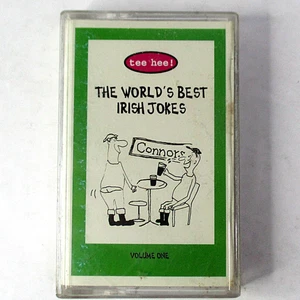 tee hee!
THE WORLD'S BEST
IRISH JOKES
Connors
VOLUME ONE